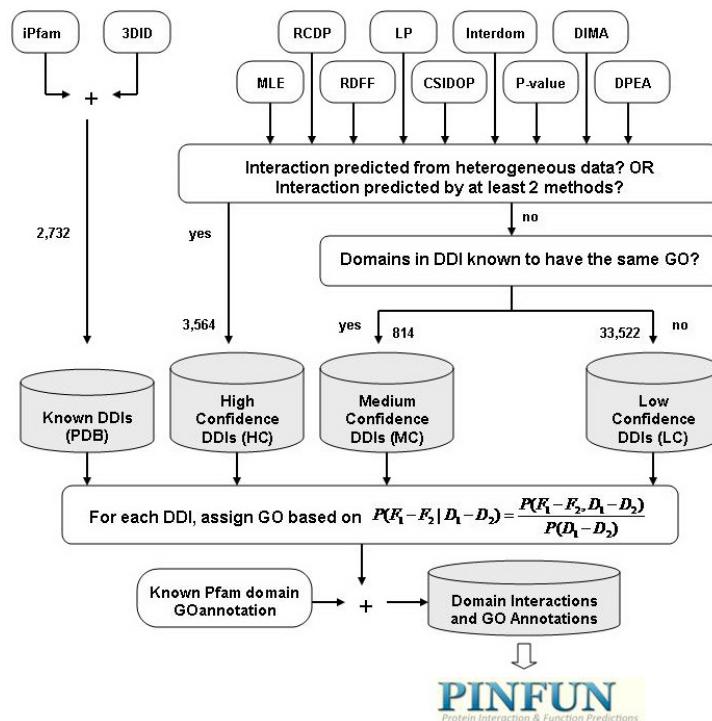 iPfam
3DID
RCDP
LP
Interdom
DIMA
MLE
RDFF
CSIDOP
P-value
DPEA
+
Interaction predicted from heterogeneous data? OR
Interaction predicted by at least 2 methods?
2,732
yes
no
Domains in DDI known to have the same GO?
3,564
yes
814
33,522
no
Known DDIs
(PDB)
High
Confidence
DDIs (HC)
Medium
Confidence
DDIs (MC)
Low
Confidence
DDIs (LC)
For each DDI, assign GO based on P(F₁−F₂|D₁−D₂)=P(F₁−F₂,D₁−D₂)/P(D₁−D₂)
Known Pfam domain
GOannotation
+
Domain Interactions
and GO Annotations
PINFUN
Protein Interaction & Function Predictions